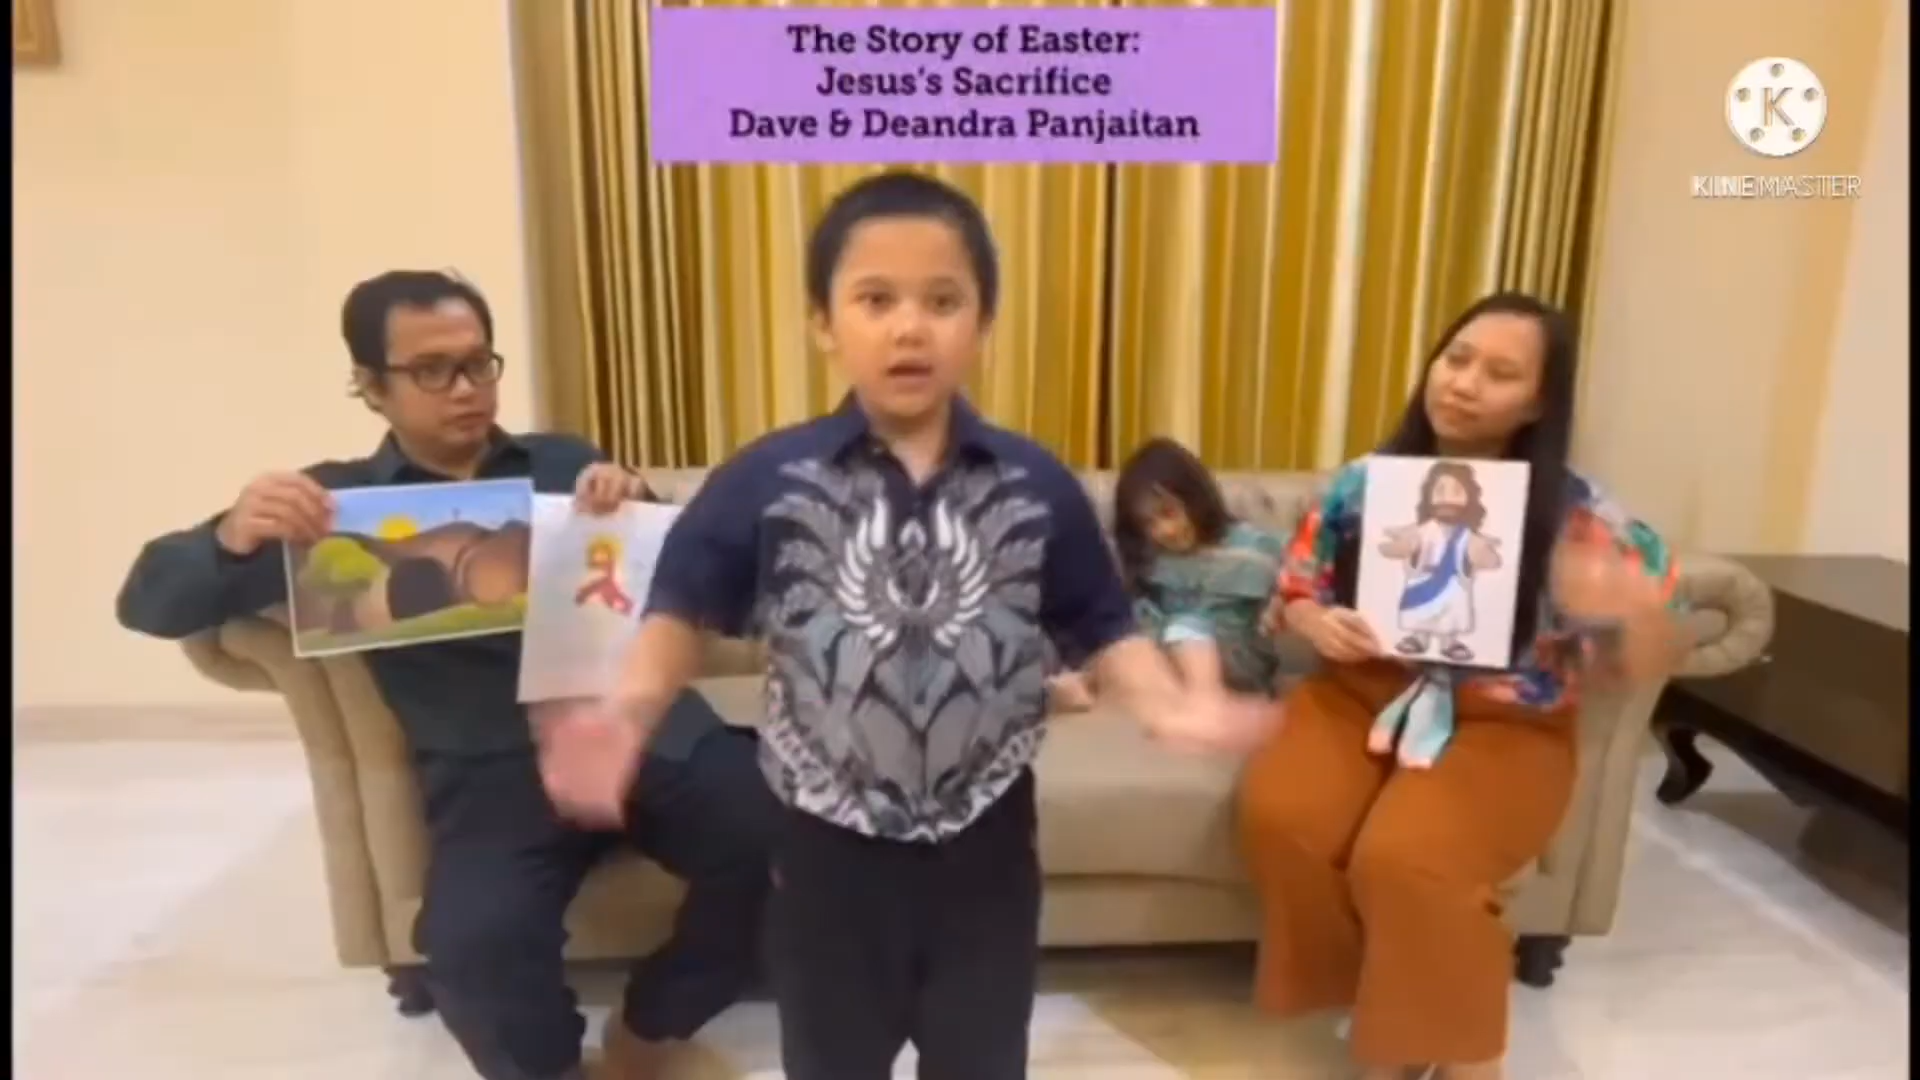 The Story of Easter:
Jesus's Sacrifice
Dave & Deandra Panjaitan
K
KINEMASTER